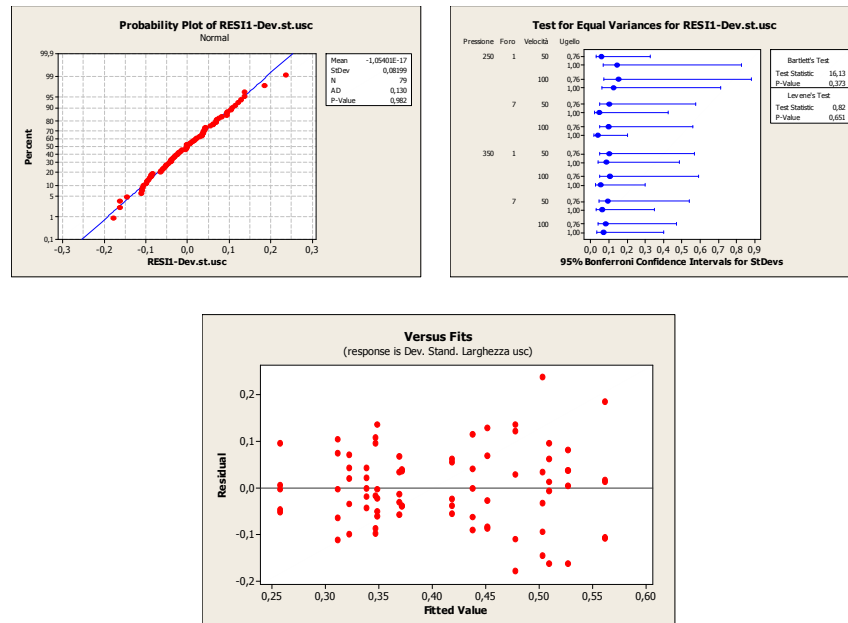 Probability Plot of RESI1-Dev.st.usc
Normal
99,9
99
95
90
80
70
60
50
40
30
20
10
5
1
0,1
Percent
-0,3 -0,2 -0,1 0,0 0,1 0,2 0,3
RESI1-Dev.st.usc
Mean -1,05401E-17
StDev 0,08199
N 79
AD 0,130
P-Value 0,982
Test for Equal Variances for RESI1-Dev.st.usc
Pressione Foro Velocità Ugello
250 1 50 0,76
1,00
100 0,76
1,00
7 50 0,76
1,00
100 0,76
1,00
350 1 50 0,76
1,00
100 0,76
1,00
7 50 0,76
1,00
100 0,76
1,00
0,0 0,1 0,2 0,3 0,4 0,5 0,6 0,7 0,8 0,9
95% Bonferroni Confidence Intervals for StDevs
Bartlett's Test
Test Statistic 16,13
P-Value 0,373
Levene's Test
Test Statistic 0,82
P-Value 0,651
Versus Fits
(response is Dev. Stand. Larghezza usc)
0,2
0,1
0,0
-0,1
-0,2
Residual
0,25 0,30 0,35 0,40 0,45 0,50 0,55 0,60
Fitted Value